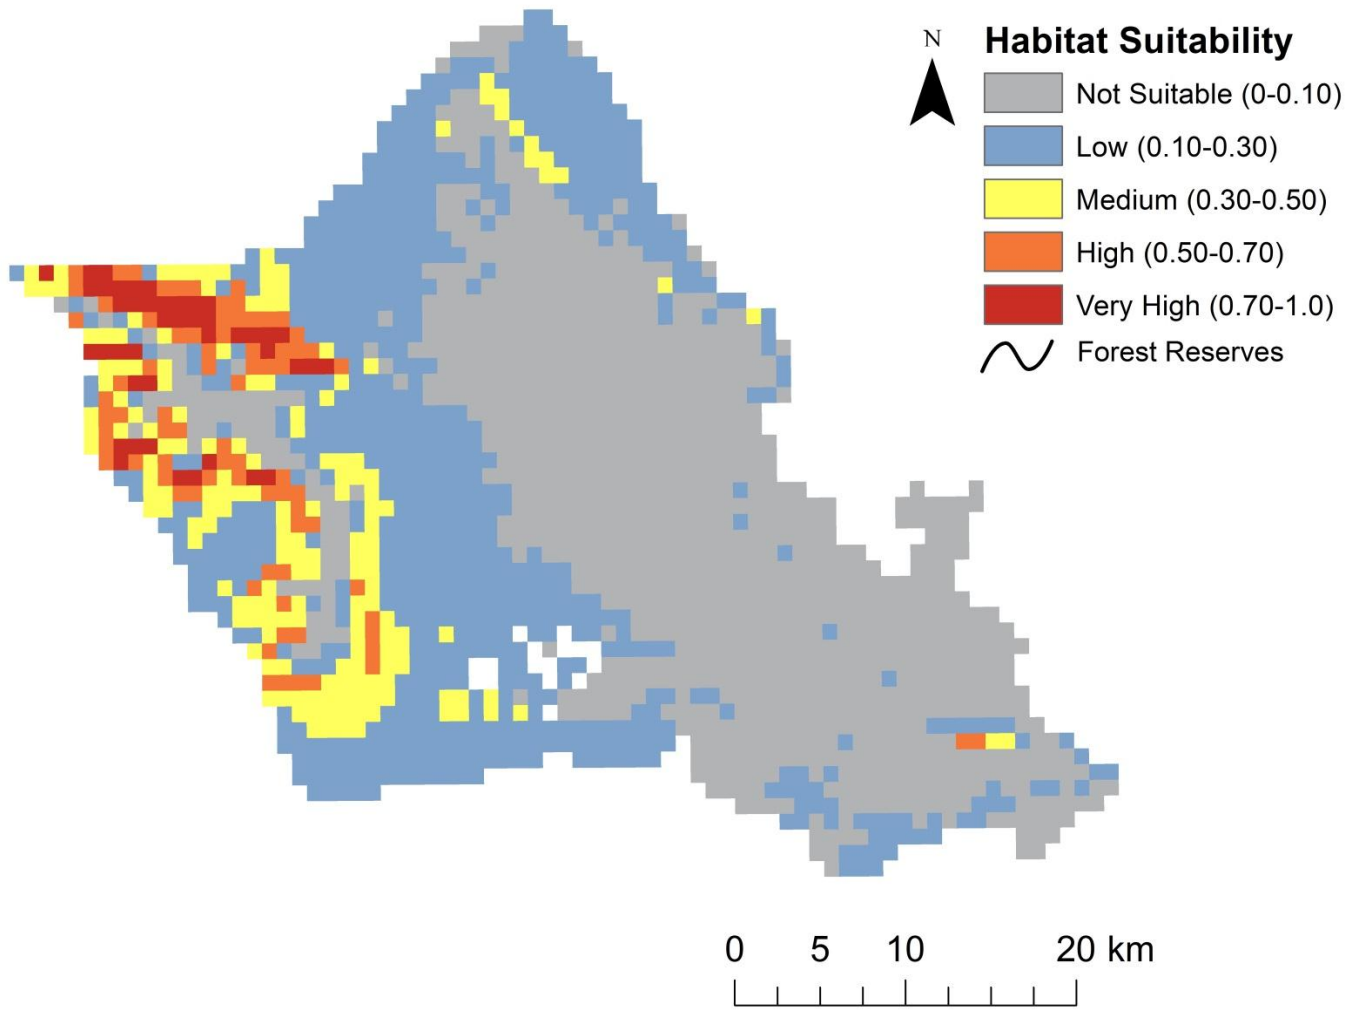 N
Habitat Suitability
Not Suitable (0-0.10)
Low (0.10-0.30)
Medium (0.30-0.50)
High (0.50-0.70)
Very High (0.70-1.0)
Forest Reserves
0 5 10 20 km